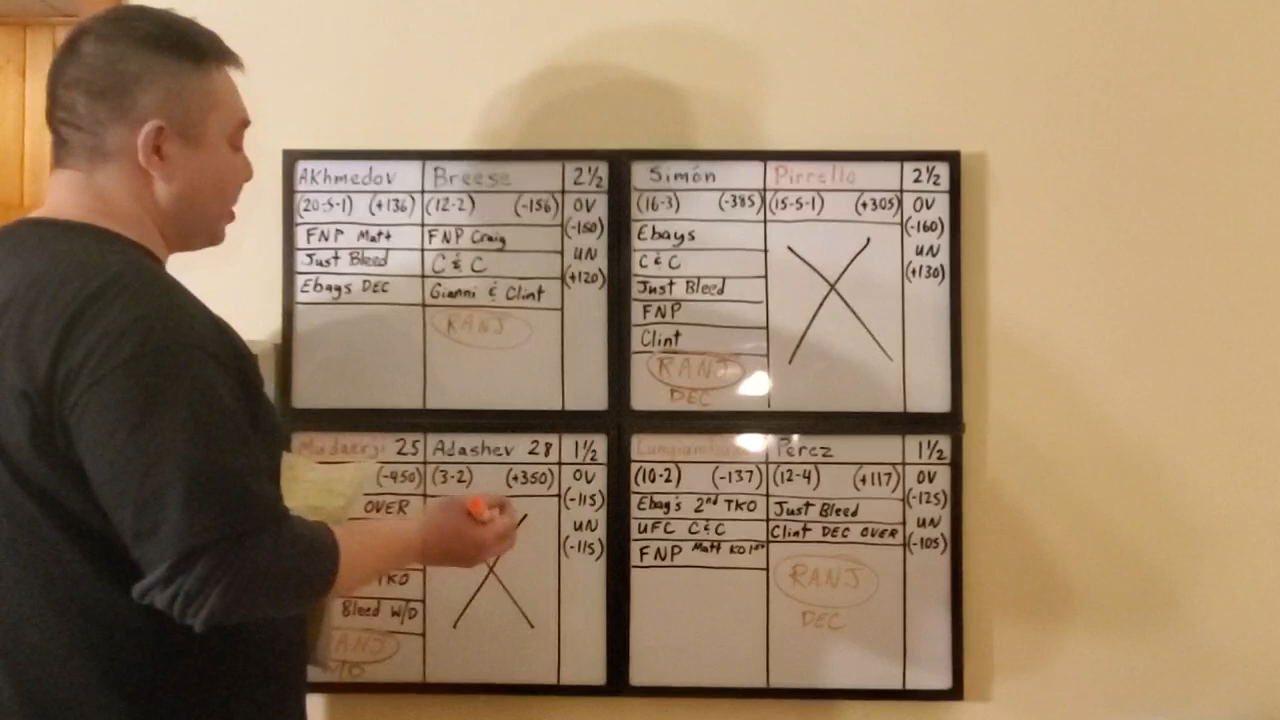 Akhmedov Breese 2½
(20-5-1) (+136) (12-2) (-156) OV
(-150)
FNP Matt FNP Craig
UN
Just Bleed C & C
(+120)
Ebags DEC Gianni & Clint
RANJ
Simón Pirrello 2½
(16-3) (-385) (15-5-1) (+305) OV
(-160)
Ebays
UN
C & C
(+130)
Just Bleed
FNP
Clint
RANJ
DEC
25 Adashev 28 1½
(-450) (3-2) (+350) OV
(-115)
OVER
UN
(-115)
TKO
Bleed W/D
RANJ
Perez 1½
(10-2) (-137) (12-4) (+117) OV
(-125)
Ebag's 2nd TKO Just Bleed
UFC C&C Clint DEC OVER
UN
(-105)
FNP Matt KO 1st
RANJ
DEC